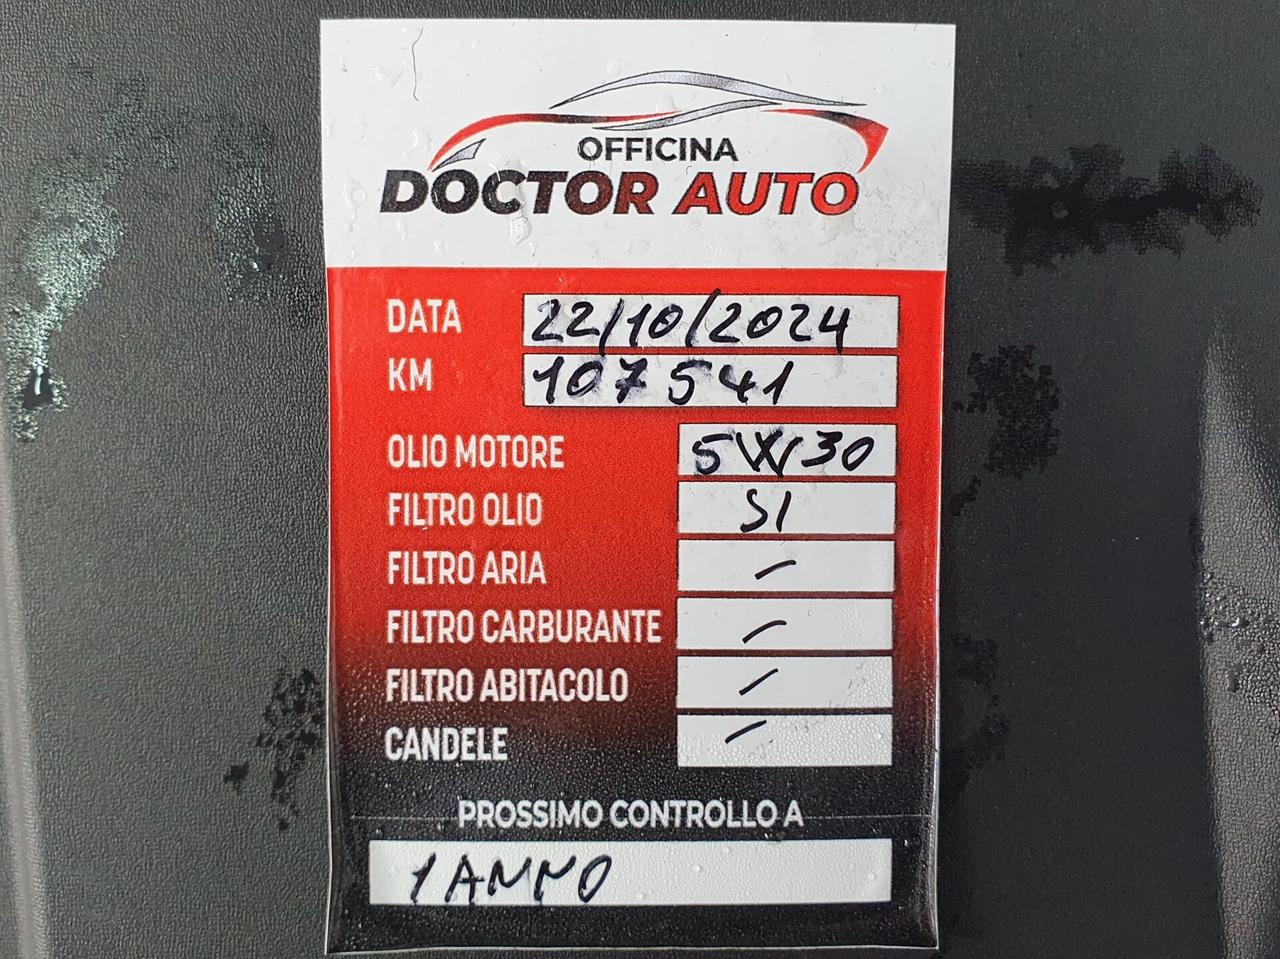 OFFICINA
DOCTOR AUTO
DATA 22/10/2024
KM 107541
OLIO MOTORE 5W30
FILTRO OLIO SI
FILTRO ARIA -
FILTRO CARBURANTE -
FILTRO ABITACOLO -
CANDELE -
PROSSIMO CONTROLLO A
1 ANNO